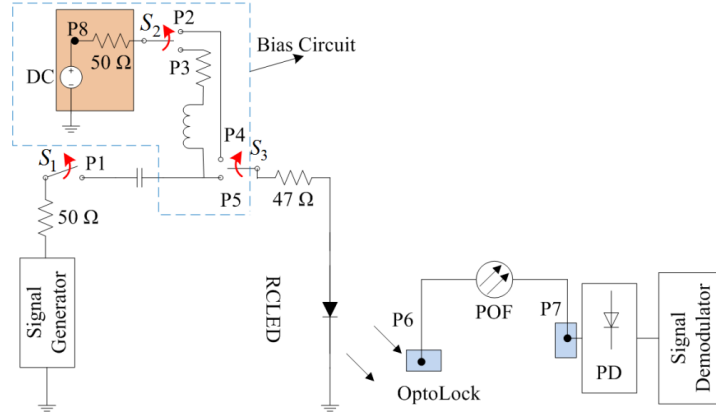 P8
S2
P2
50 Ω
P3
DC
Bias Circuit
P4
S3
S1
P1
P5
50 Ω
47 Ω
Signal
Generator
RCLED
P6
OptoLock
POF
P7
PD
Signal
Demodulator